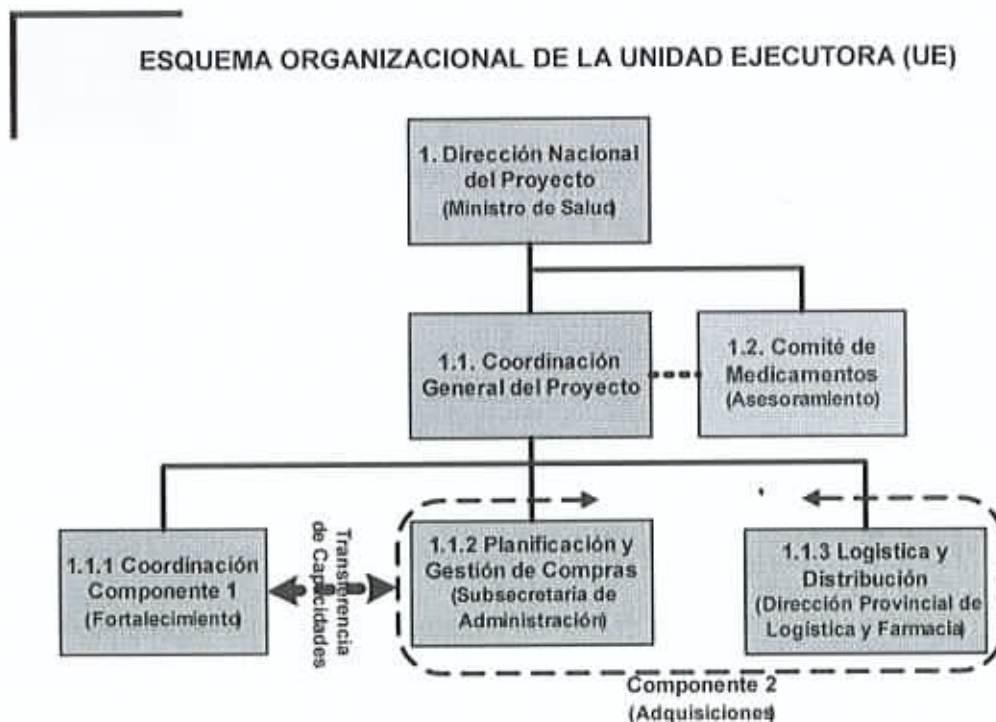 ESQUEMA ORGANIZACIONAL DE LA UNIDAD EJECUTORA (UE)
1. Dirección Nacional
del Proyecto
(Ministro de Salud)
1.1. Coordinación
General del Proyecto
1.2. Comité de
Medicamentos
(Asesoramiento)
1.1.1 Coordinación
Componente 1
(Fortalecimiento)
Transferencia
de Capacidades
1.1.2 Planificación y
Gestión de Compras
(Subsecretaria de
Administración)
1.1.3 Logistica y
Distribución
(Dirección Provincial de
Logística y Farmacia)
Componente 2
(Adquisiciones)